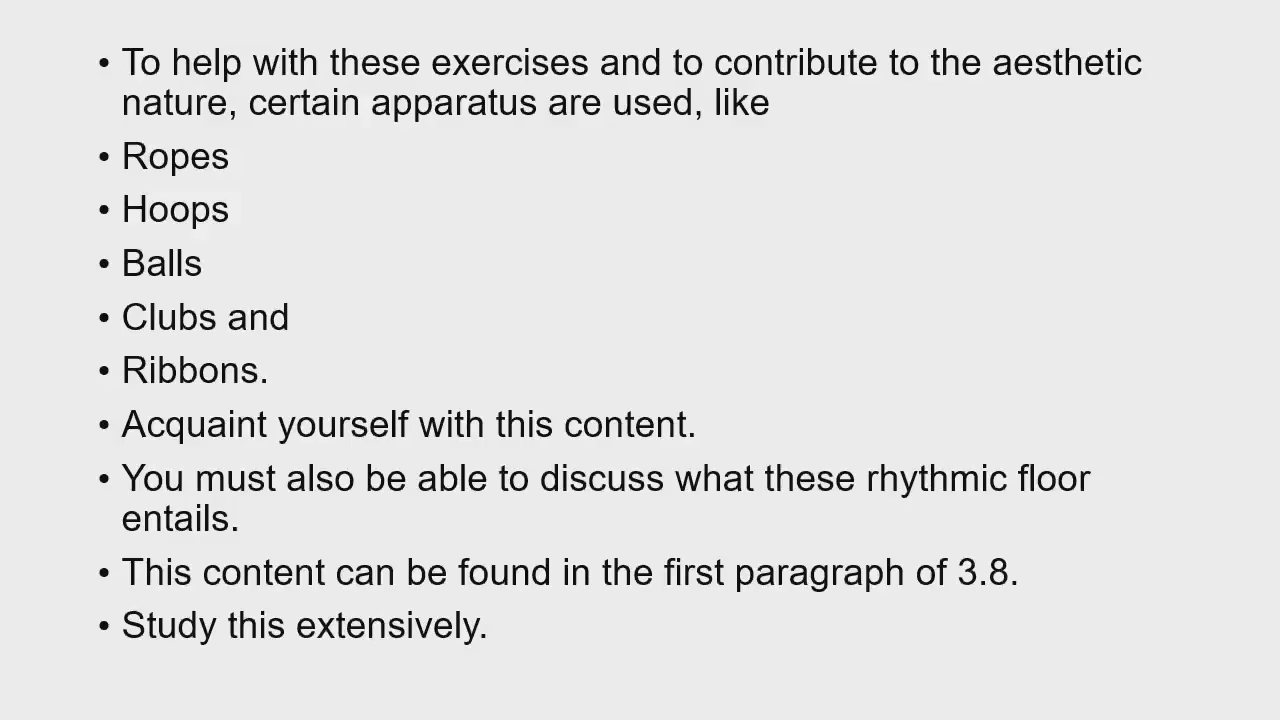 • To help with these exercises and to contribute to the aesthetic
nature, certain apparatus are used, like
• Ropes
• Hoops
• Balls
• Clubs and
• Ribbons.
• Acquaint yourself with this content.
• You must also be able to discuss what these rhythmic floor
entails.
• This content can be found in the first paragraph of 3.8.
• Study this extensively.